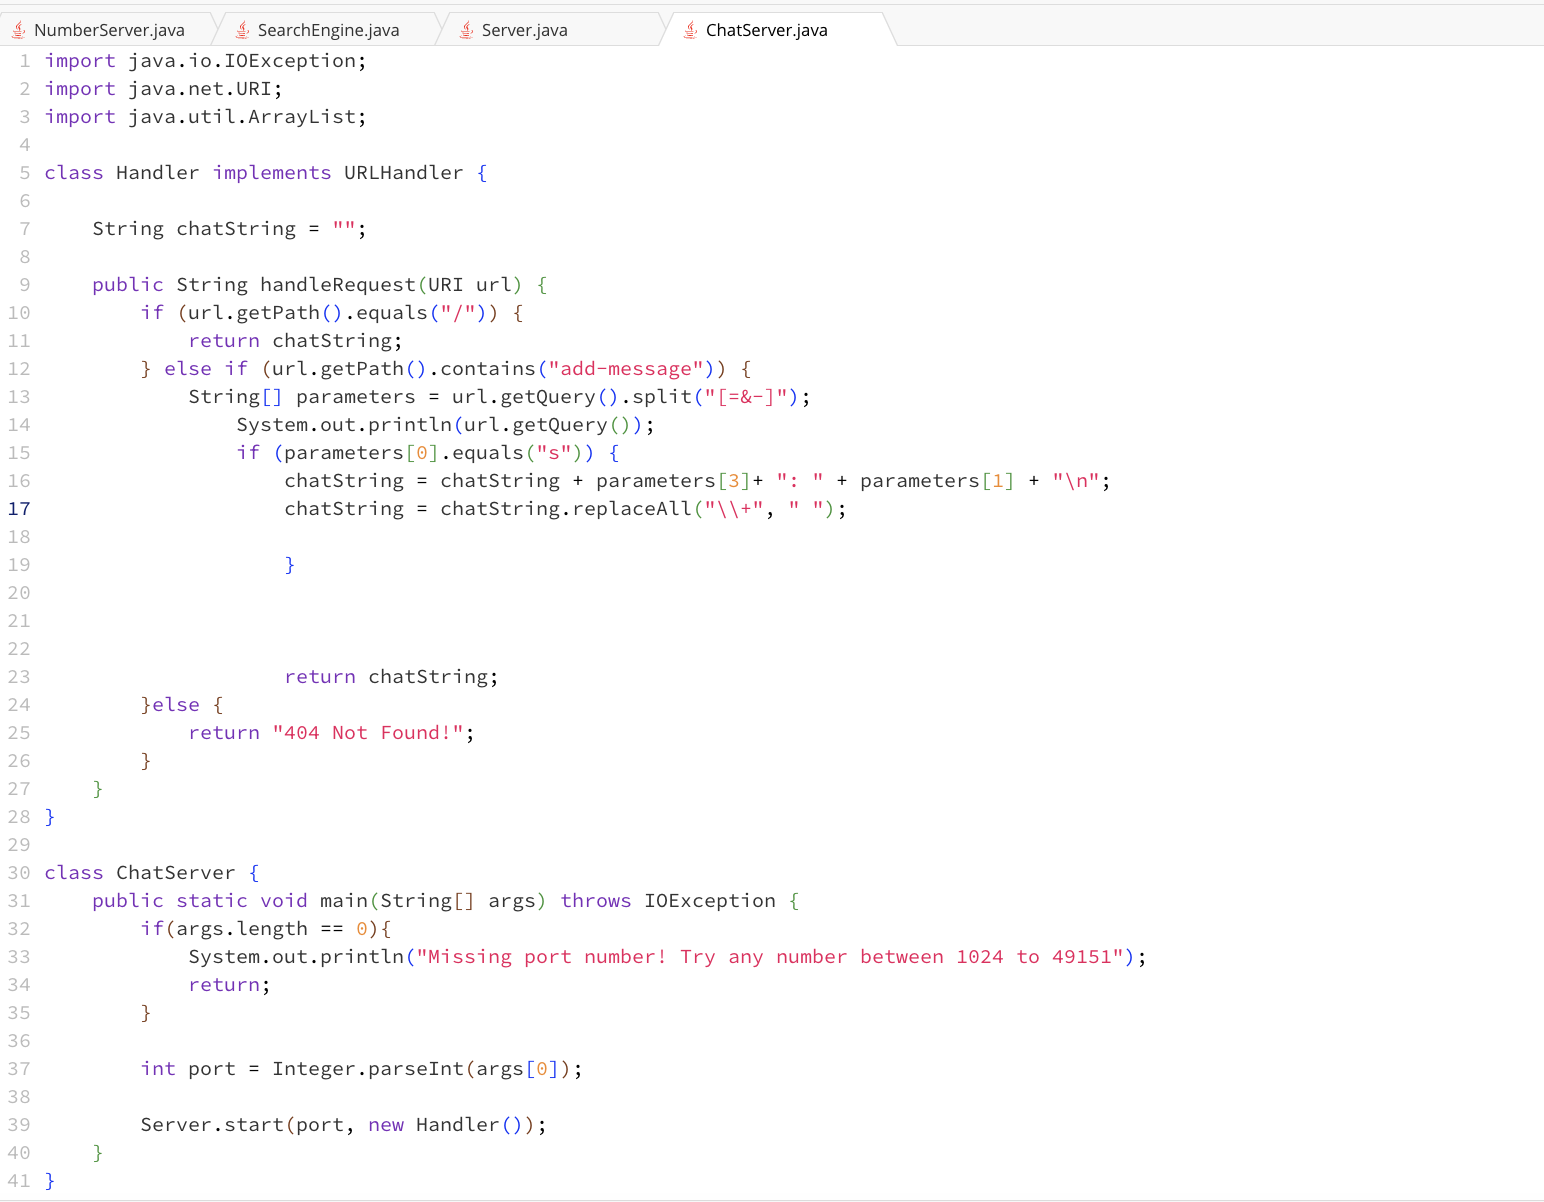 NumberServer.java SearchEngine.java Server.java ChatServer.java
1 import java.io.IOException;
2 import java.net.URI;
3 import java.util.ArrayList;
4
5 class Handler implements URLHandler {
6
7     String chatString = "";
8
9     public String handleRequest(URI url) {
10         if (url.getPath().equals("/")) {
11             return chatString;
12         } else if (url.getPath().contains("add-message")) {
13             String[] parameters = url.getQuery().split("[=&-]");
14                 System.out.println(url.getQuery());
15                 if (parameters[0].equals("s")) {
16                     chatString = chatString + parameters[3]+ ": " + parameters[1] + "\n";
17                     chatString = chatString.replaceAll("\\+", " ");
18
19                     }
20
21
22
23                     return chatString;
24         }else {
25             return "404 Not Found!";
26         }
27     }
28 }
29
30 class ChatServer {
31     public static void main(String[] args) throws IOException {
32         if(args.length == 0){
33             System.out.println("Missing port number! Try any number between 1024 to 49151");
34             return;
35         }
36
37         int port = Integer.parseInt(args[0]);
38
39         Server.start(port, new Handler());
40     }
41 }